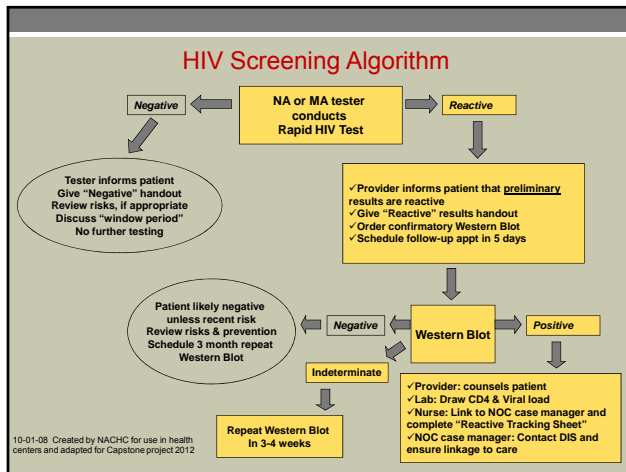 HIV Screening Algorithm
NA or MA tester
conducts
Rapid HIV Test
Negative
Reactive
Tester informs patient
Give “Negative” handout
Review risks, if appropriate
Discuss “window period”
No further testing
✓Provider informs patient that preliminary
results are reactive
✓Give “Reactive” results handout
✓Order confirmatory Western Blot
✓Schedule follow-up appt in 5 days
Patient likely negative
unless recent risk
Review risks & prevention
Schedule 3 month repeat
Western Blot
Negative
Western Blot
Positive
Indeterminate
Repeat Western Blot
In 3-4 weeks
✓Provider: counsels patient
✓Lab: Draw CD4 & Viral load
✓Nurse: Link to NOC case manager and
complete “Reactive Tracking Sheet”
✓NOC case manager: Contact DIS and
ensure linkage to care
10-01-08 Created by NACHC for use in health
centers and adapted for Capstone project 2012